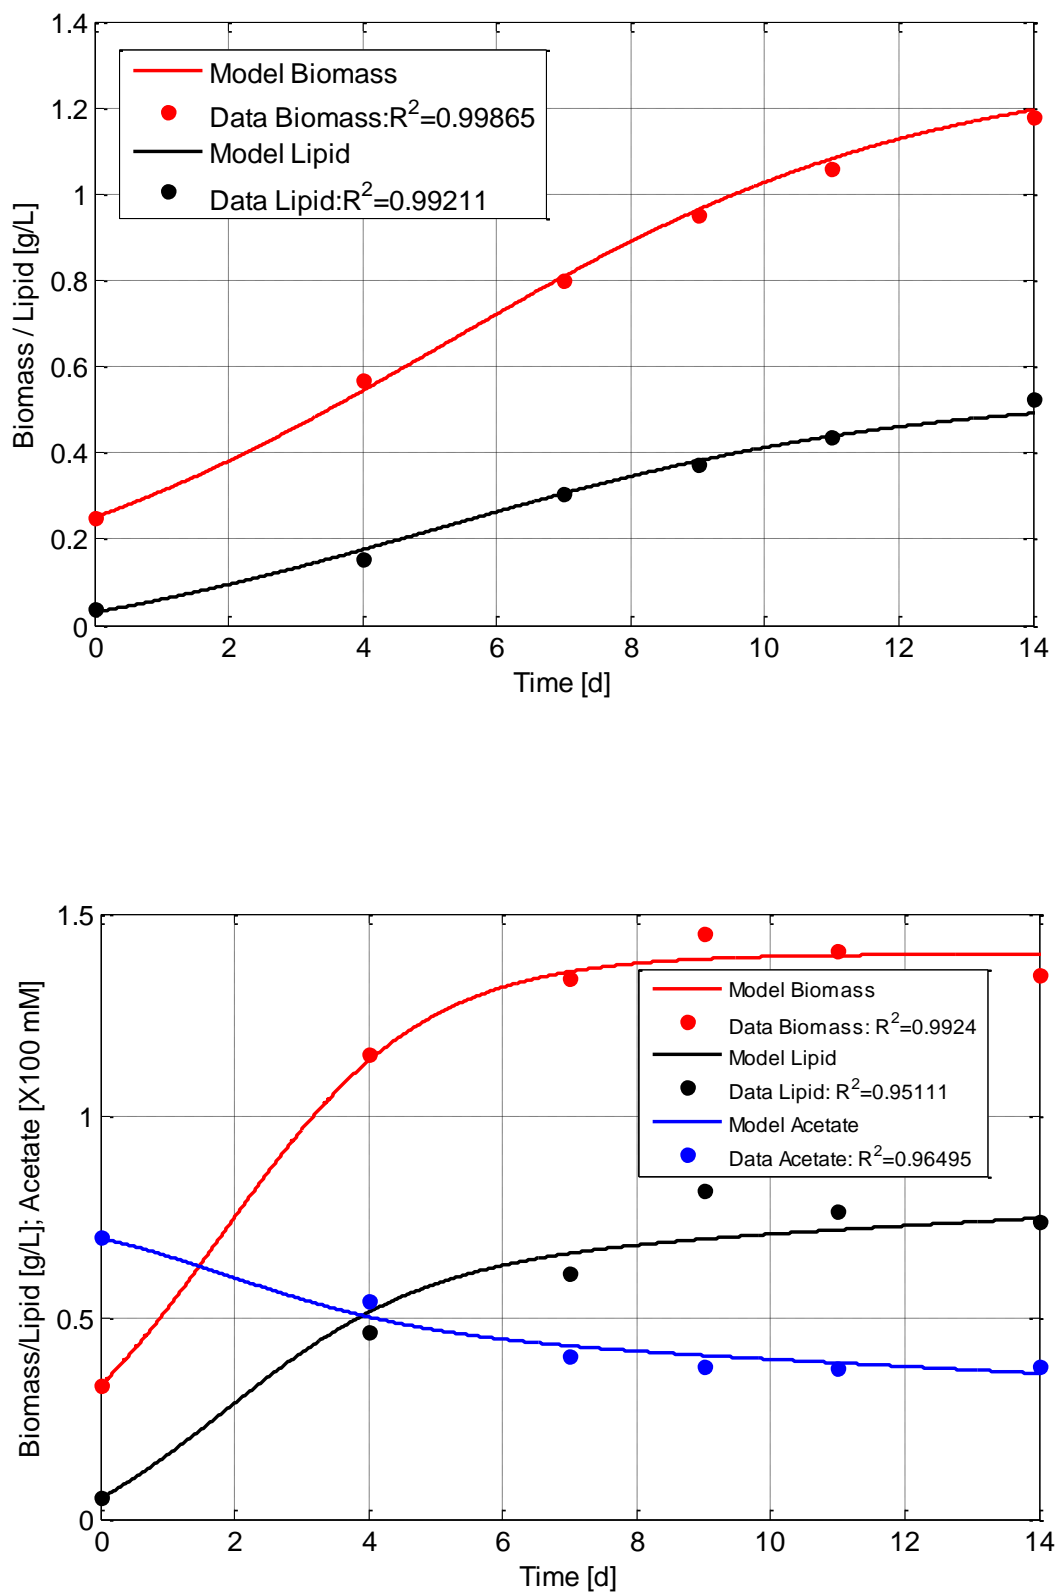 1.4
1.2
1
0.8
0.6
0.4
0.2
0
Biomass / Lipid [g/L]
Model Biomass
Data Biomass:R²=0.99865
Model Lipid
Data Lipid:R²=0.99211
0 2 4 6 8 10 12 14
Time [d]
1.5
1
0.5
0
Biomass/Lipid [g/L]; Acetate [X100 mM]
Model Biomass
Data Biomass: R²=0.9924
Model Lipid
Data Lipid: R²=0.95111
Model Acetate
Data Acetate: R²=0.96495
0 2 4 6 8 10 12 14
Time [d]